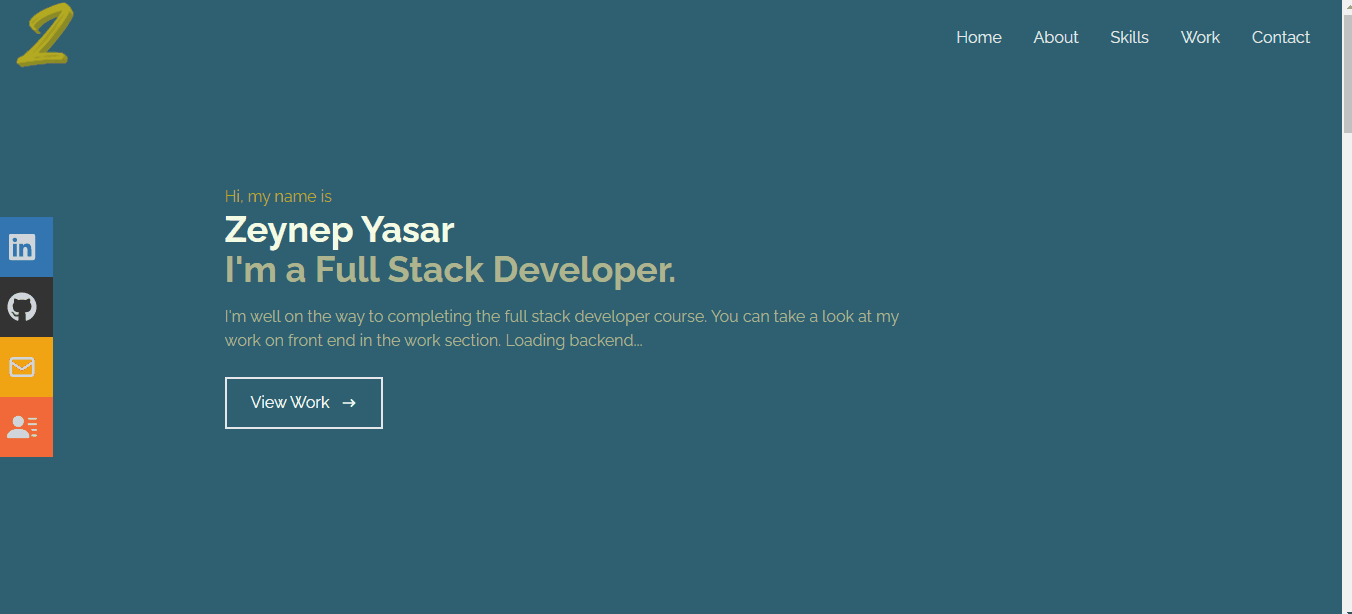 Z
Home About Skills Work Contact
Hi, my name is
Zeynep Yasar
I'm a Full Stack Developer.
I'm well on the way to completing the full stack developer course. You can take a look at my
work on front end in the work section. Loading backend...
in
View Work →